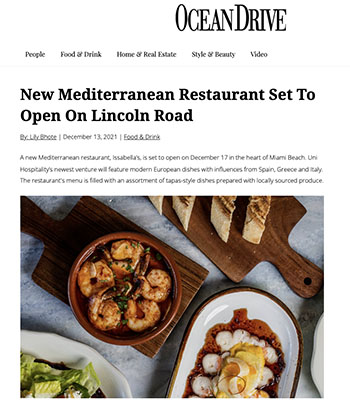 OCEANDRIVE
People Food & Drink Home & Real Estate Style & Beauty Video
New Mediterranean Restaurant Set To
Open On Lincoln Road
By: Lily Bhote | December 13, 2021 | Food & Drink
A new Mediterranean restaurant, Issabella's, is set to open on December 17 in the heart of Miami Beach. Uni
Hospitality's newest venture will feature modern European dishes with influences from Spain, Greece and Italy.
The restaurant's menu is filled with an assortment of tapas-style dishes prepared with locally sourced produce.